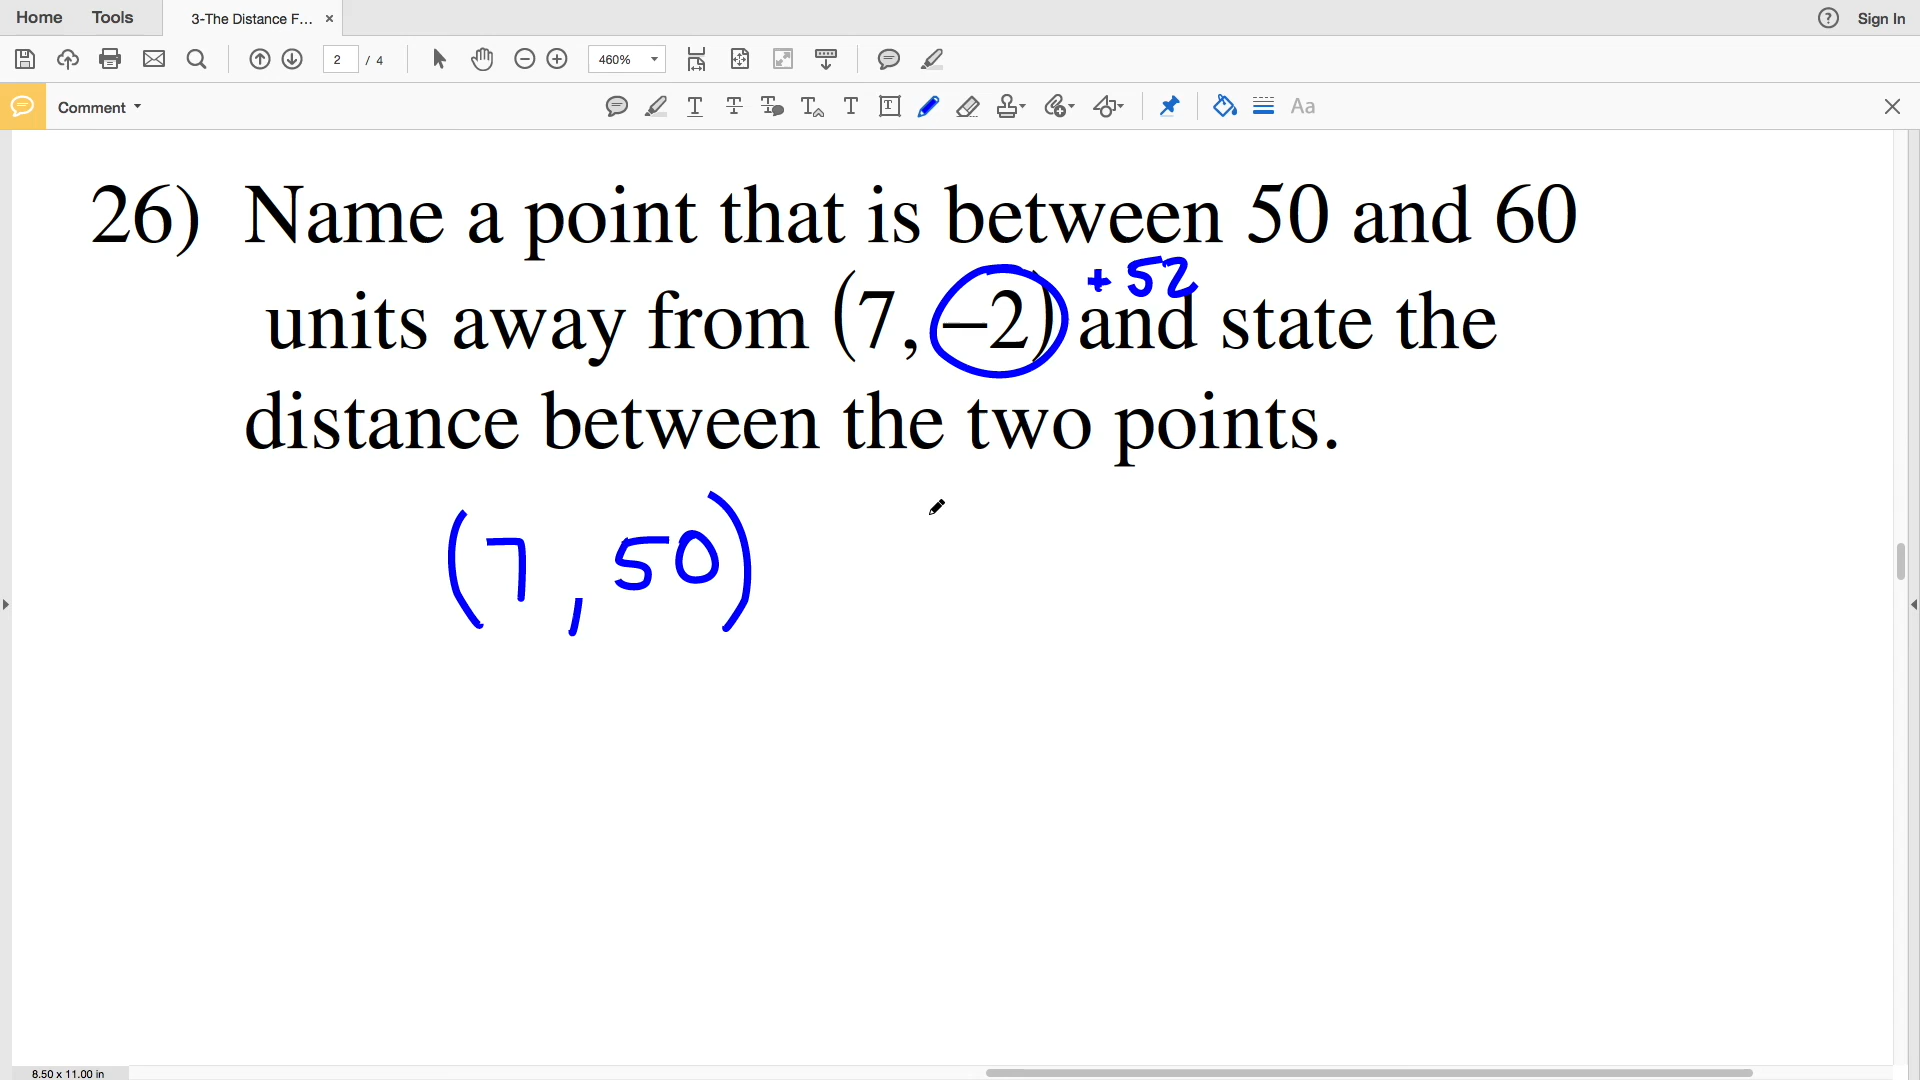 Home Tools 3-The Distance F... × ? Sign In
2 / 4 460%
Comment Aa
26) Name a point that is between 50 and 60
+52
units away from (7, −2) and state the
distance between the two points.
(7, 50)
8.50 x 11.00 in